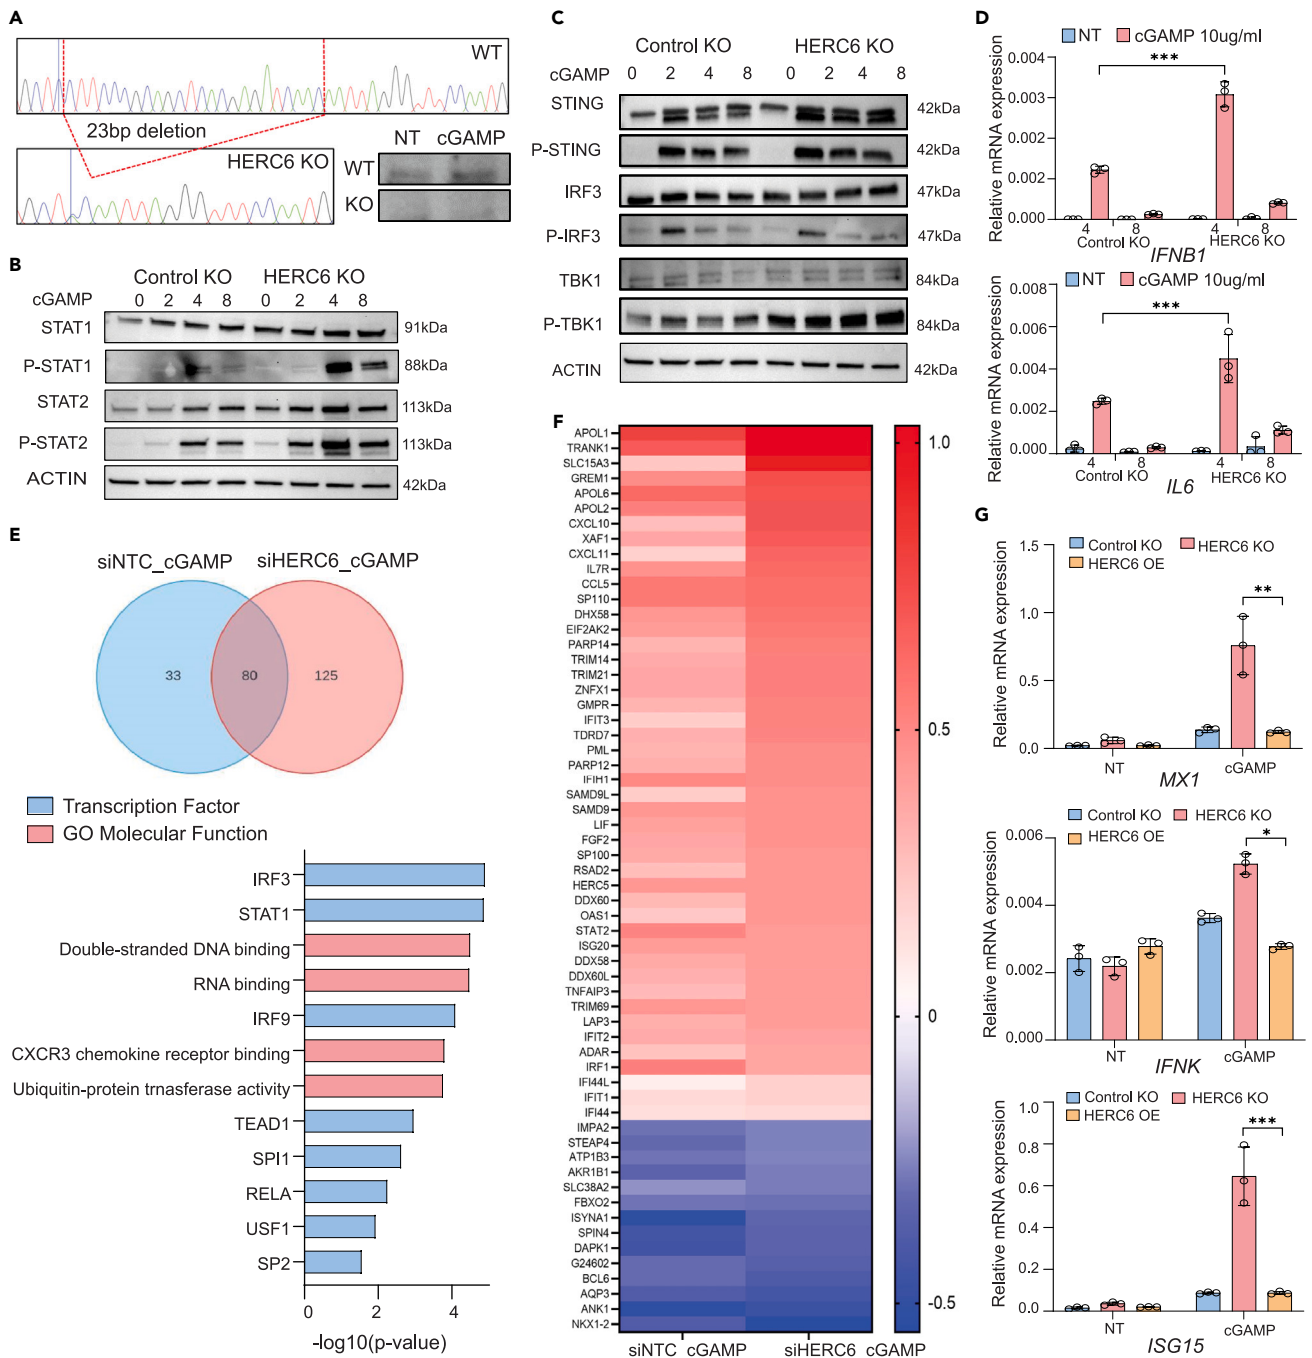 A
WT
23bp deletion
HERC6 KO
NT cGAMP
WT
KO
B
Control KO HERC6 KO
cGAMP 0 2 4 8 0 2 4 8
STAT1 91kDa
P-STAT1 88kDa
STAT2 113kDa
P-STAT2 113kDa
ACTIN 42kDa
C
Control KO HERC6 KO
cGAMP 0 2 4 8 0 2 4 8
STING 42kDa
P-STING 42kDa
IRF3 47kDa
P-IRF3 47kDa
TBK1 84kDa
P-TBK1 84kDa
ACTIN 42kDa
D
NT cGAMP 10ug/ml
***
Relative mRNA expression
0.004
0.003
0.002
0.000
4 8 4 8
Control KO HERC6 KO
IFNB1
NT cGAMP 10ug/ml
***
Relative mRNA expression
0.008
0.006
0.004
0.002
0.000
4 8 4 8
Control KO HERC6 KO
IL6
E
siNTC_cGAMP siHERC6_cGAMP
33 80 125
Transcription Factor
GO Molecular Function
IRF3
STAT1
Double-stranded DNA binding
RNA binding
IRF9
CXCR3 chemokine receptor binding
Ubiquitin-protein trnasferase activity
TEAD1
SPI1
RELA
USF1
SP2
0 2 4
-log10(p-value)
F
APOL1
TRANK1
SLC15A3
GREM1
APOL6
APOL2
CXCL10
XAF1
CXCL11
IL7R
CCL5
SP110
DHX58
EIF2AK2
PARP14
TRIM14
TRIM21
ZNFX1
GMPR
IFIT3
TDRD7
PML
PARP12
IFIH1
SAMD9L
SAMD9
LIF
FGF2
SP100
RSAD2
HERC5
DDX60
OAS1
STAT2
ISG20
DDX58
DDX60L
TNFAIP3
TRIM69
LAP3
IFIT2
ADAR
IRF1
IFI44L
IFIT1
IFI44
IMPA2
STEAP4
ATP1B3
AKR1B1
SLC38A2
FBXO2
ISYNA1
SPIN4
DAPK1
G24602
BCL6
AQP3
ANK1
NKX1-2
siNTC_cGAMP siHERC6_cGAMP
1.0
0.5
0
-0.5
G
Control KO HERC6 KO
HERC6 OE
**
Relative mRNA expression
1.5
1.0
0.5
0.0
NT cGAMP
MX1
Control KO HERC6 KO
HERC6 OE
*
Relative mRNA expression
0.006
0.004
0.002
0.000
NT cGAMP
IFNK
Control KO HERC6 KO
HERC6 OE
***
Relative mRNA expression
1.0
0.8
0.6
0.4
0.2
0.0
NT cGAMP
ISG15